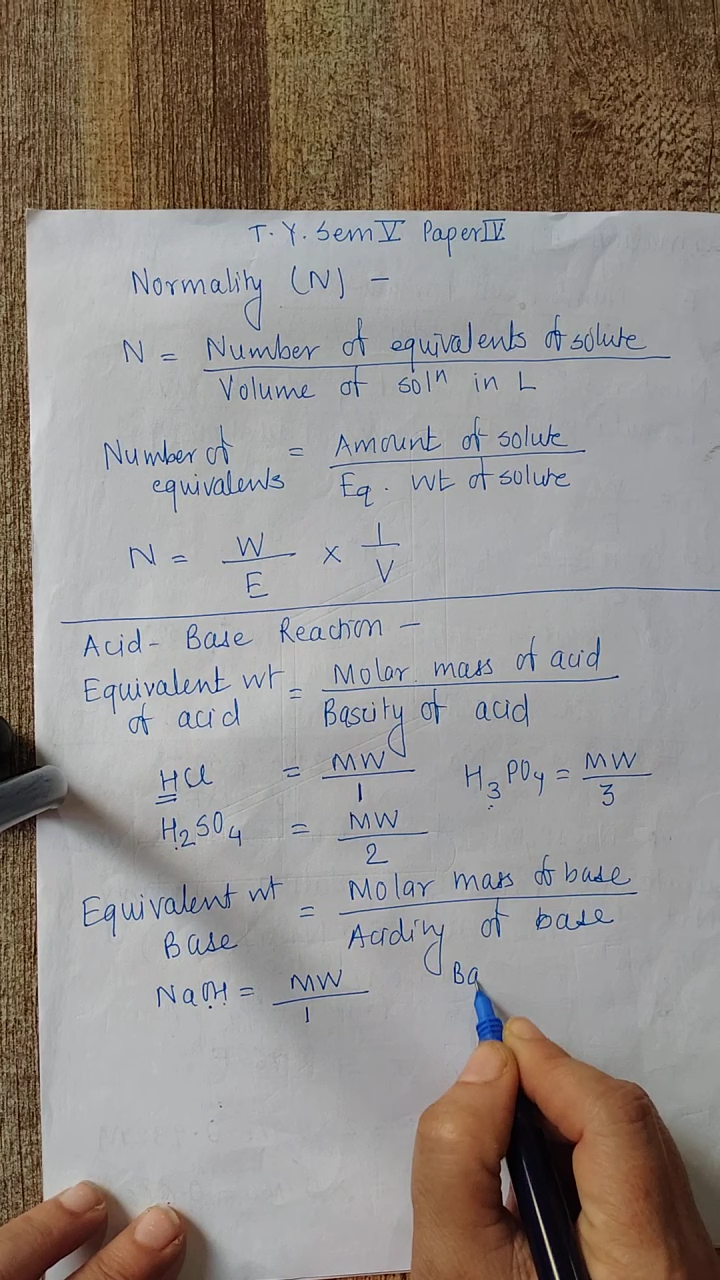 T. Y. Sem V Paper IV
Normality (N) -
N = Number of equivalents of solute
Volume of solⁿ in L
Number of equivalents = Amount of solute
Eq. Wt of solute
N = W/E × 1/V
Acid- Base Reaction -
Equivalent wt of acid = Molar mass of acid
Bascity of acid
HCl = MW/1 H₃PO₄ = MW/3
H₂SO₄ = MW/2
Equivalent wt Base = Molar mass of base
Acidity of base
NaOH = MW/1 Ba